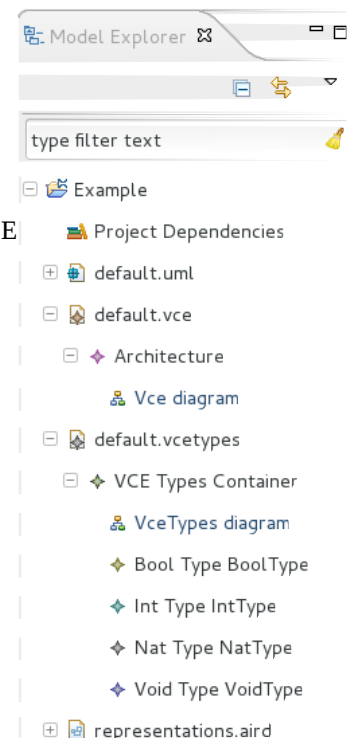 Model Explorer
type filter text
Example
E
Project Dependencies
default.uml
default.vce
Architecture
Vce diagram
default.vcetypes
VCE Types Container
VceTypes diagram
Bool Type BoolType
Int Type IntType
Nat Type NatType
Void Type VoidType
representations.aird